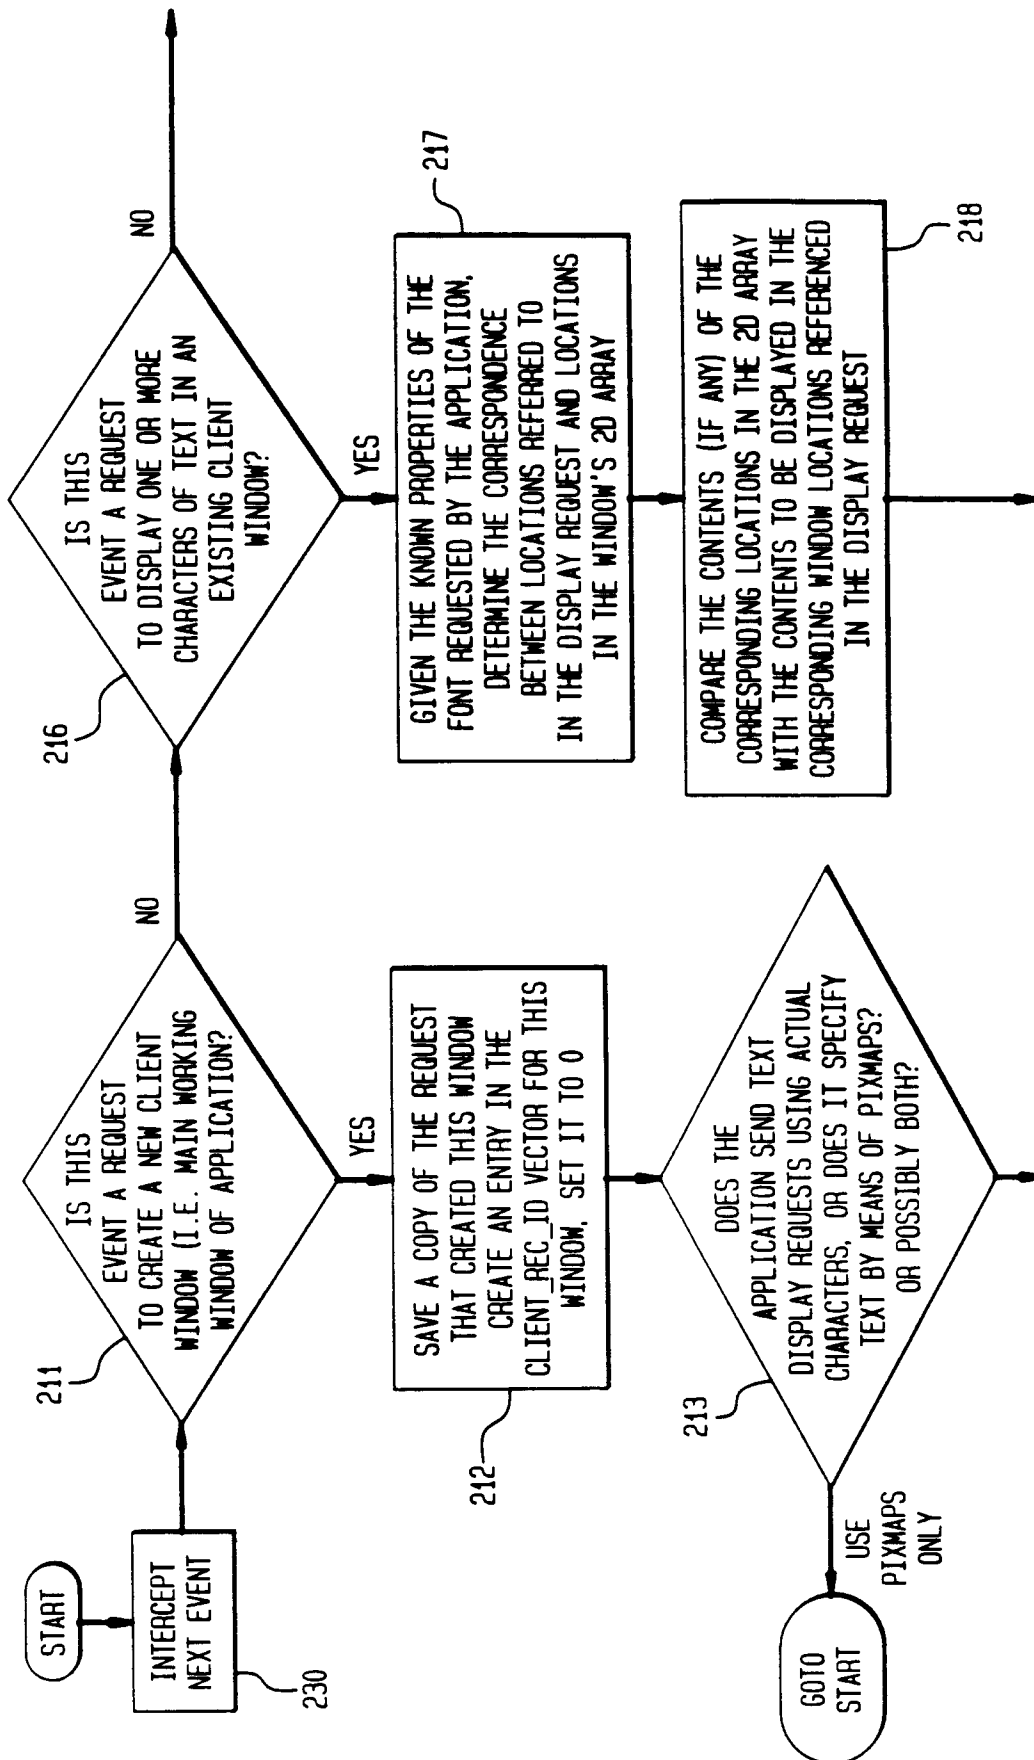 START
INTERCEPT
NEXT EVENT
230
IS THIS
EVENT A REQUEST
TO CREATE A NEW CLIENT
WINDOW (I.E. MAIN WORKING
WINDOW OF APPLICATION?
211
NO
YES
SAVE A COPY OF THE REQUEST
THAT CREATED THIS WINDOW
CREATE AN ENTRY IN THE
CLIENT_REC_ID VECTOR FOR THIS
WINDOW, SET IT TO 0
212
DOES THE
APPLICATION SEND TEXT
DISPLAY REQUESTS USING ACTUAL
CHARACTERS, OR DOES IT SPECIFY
TEXT BY MEANS OF PIXMAPS?
OR POSSIBLY BOTH?
213
USE
PIXMAPS
ONLY
GOTO
START
IS THIS
EVENT A REQUEST
TO DISPLAY ONE OR MORE
CHARACTERS OF TEXT IN AN
EXISTING CLIENT
WINDOW?
216
NO
YES
GIVEN THE KNOWN PROPERTIES OF THE
FONT REQUESTED BY THE APPLICATION,
DETERMINE THE CORRESPONDENCE
BETWEEN LOCATIONS REFERRED TO
IN THE DISPLAY REQUEST AND LOCATIONS
IN THE WINDOW'S 2D ARRAY
217
COMPARE THE CONTENTS (IF ANY) OF THE
CORRESPONDING LOCATIONS IN THE 2D ARRAY
WITH THE CONTENTS TO BE DISPLAYED IN THE
CORRESPONDING WINDOW LOCATIONS REFERENCED
IN THE DISPLAY REQUEST
218